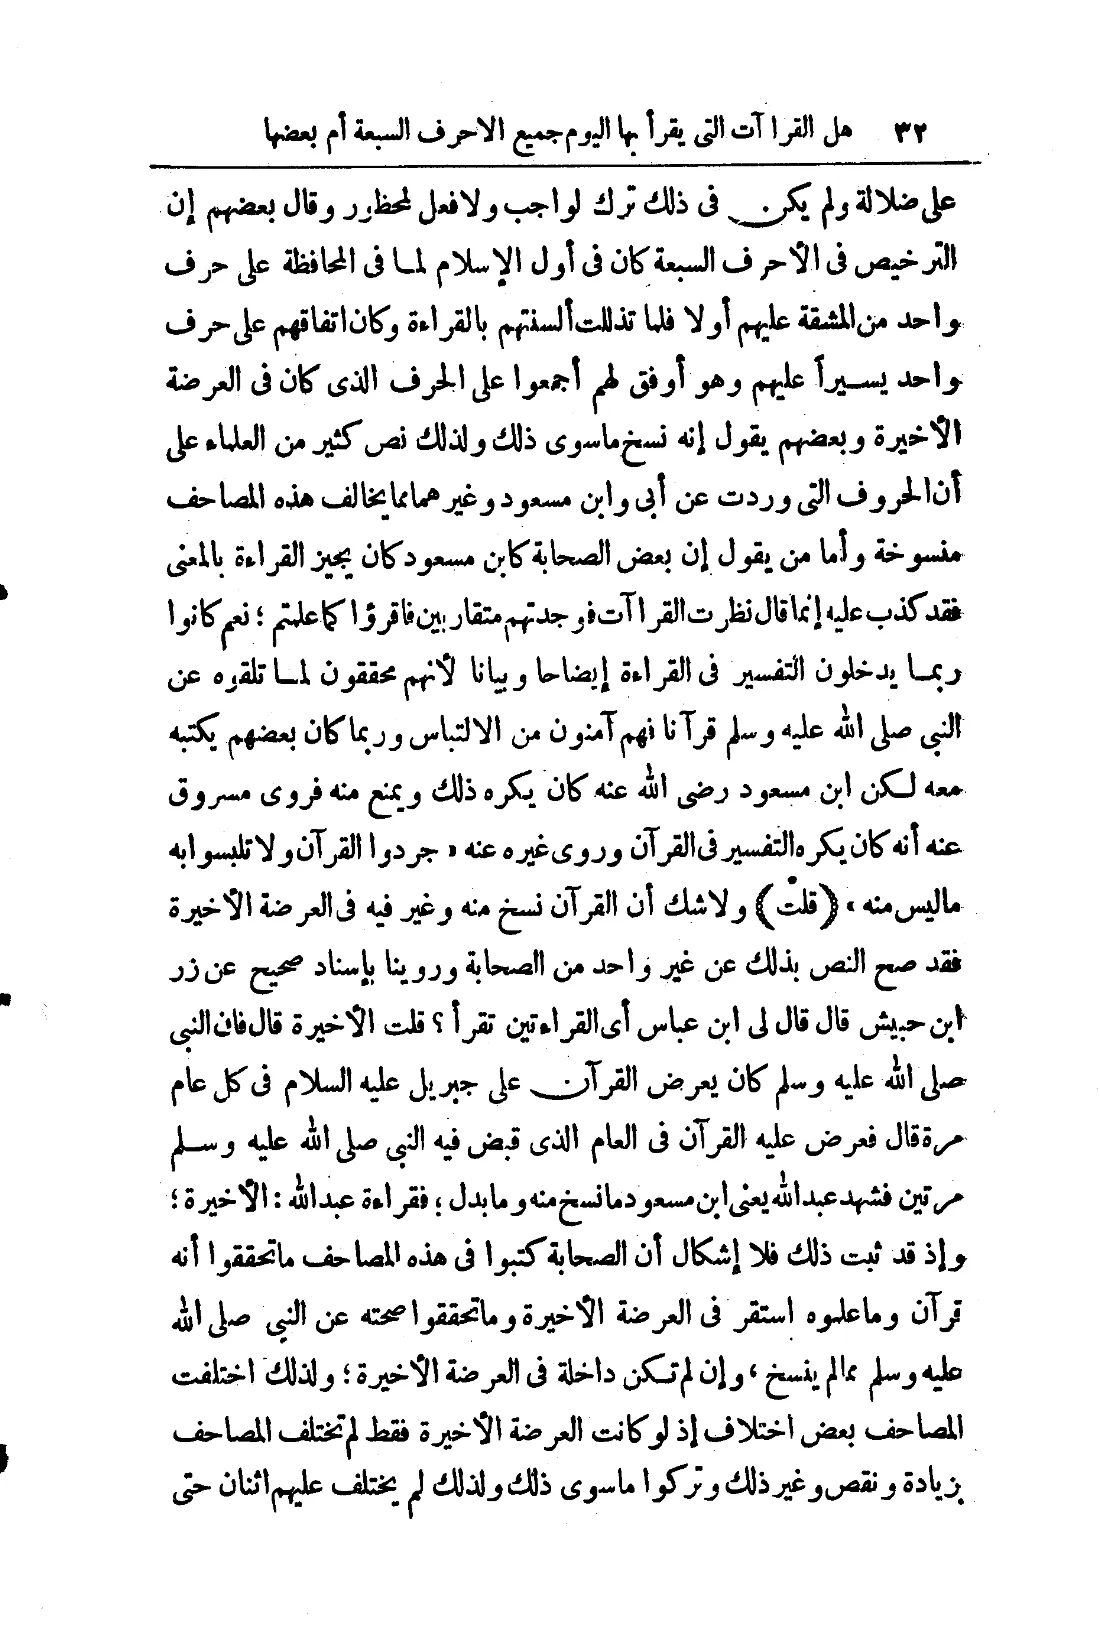 ٣٢ هل القراآت التى يقرأ بها اليوم جميع الاحرف السبعة أم بعضها
على ضلالة ولم يكن فى ذلك ترك لواجب ولا فعل لمحظور وقال بعضهم إن
الترخيص فى الأحرف السبعة كان فى أول الإسلام لما فى المحافظة على حرف
واحد من المشقة عليهم أولا فلما تذللت ألسنتهم بالقراءة وكان اتفاقهم على حرف
واحد يسيراً عليهم وهو أوفق لهم أجمعوا على الحرف الذى كان فى العرضة
الأخيرة وبعضهم يقول إنه نسخ ماسوى ذلك ولذلك نص كثير من العلماء على
أن الحروف التى وردت عن أبى وابن مسعود وغيرهما مما يخالف هذه المصاحف
منسوخة وأما من يقول إن بعض الصحابة كابن مسعود كان يجيز القراءة بالمعنى
فقد كذب عليه إنما قال نظرت القراآت فوجدتهم متقاربين فاقرؤا كما علمتم ؛ نعم كانوا
ربما يدخلون التفسير فى القراءة إيضاحا وبيانا لأنهم محققون لما تلقوه عن
النبى صلى الله عليه وسلم قرآنا فهم آمنون من الالتباس وربما كان بعضهم يكتبه
معه لكن ابن مسعود رضى الله عنه كان يكره ذلك ويمنع منه فروى مسروق
عنه أنه كان يكره التفسير فى القرآن وروى غيره عنه « جردوا القرآن ولا تلبسوا به
ماليس منه » (قلت) ولا شك أن القرآن نسخ منه وغير فيه فى العرضة الاخيرة
فقد صح النص بذلك عن غير واحد من الصحابة وروينا بإسناد صحيح عن زر
ابن حبيش قال قال لى ابن عباس أى القراءتين تقرأ ؟ قلت الاخيرة قال فان النبى
صلى الله عليه وسلم كان يعرض القرآن على جبريل عليه السلام فى كل عام
مرة قال فعرض عليه القرآن فى العام الذى قبض فيه النبى صلى الله عليه وسلم
مرتين فشهد عبدالله يعنى ابن مسعود مانسخ منه ومابدل ؛ فقراءة عبدالله : الأخيرة ؛
وإذ قد ثبت ذلك فلا إشكال أن الصحابة كتبوا فى هذه المصاحف ماتحققوا أنه
قرآن وماعلموه استقر فى العرضة الأخيرة وماتحققوا صحته عن النبى صلى الله
عليه وسلم مما لم ينسخ ، وإن لم تكن داخلة فى العرضة الأخيرة ؛ ولذلك اختلفت
المصاحف بعض اختلاف إذ لو كانت العرضة الأخيرة فقط لم تختلف المصاحف
بزيادة ونقص وغير ذلك وتركوا ماسوى ذلك ولذلك لم يختلف عليهم اثنان حتى